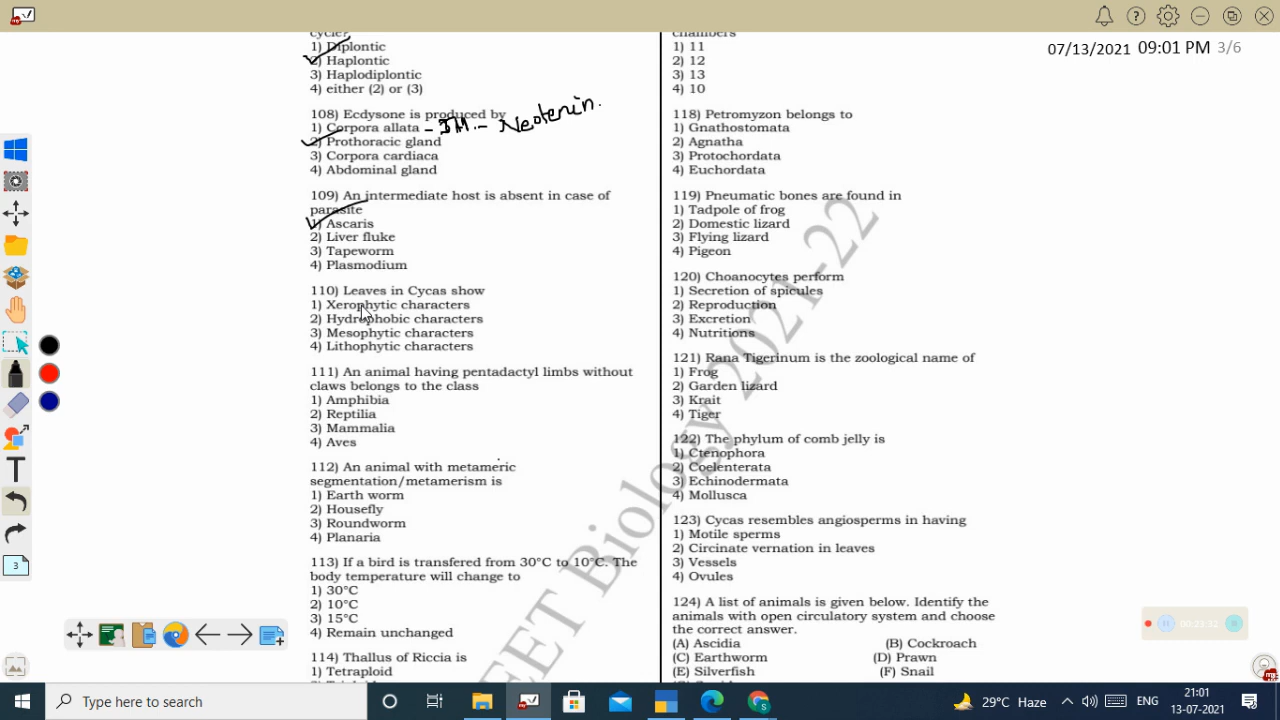 07/13/2021 09:01 PM 3/6
cycle?
1) Diplontic
2) Haplontic
3) Haplodiplontic
4) either (2) or (3)
108) Ecdysone is produced by
1) Corpora allata - JH. - Neotenin.
2) Prothoracic gland
3) Corpora cardiaca
4) Abdominal gland
109) An intermediate host is absent in case of
parasite
1) Ascaris
2) Liver fluke
3) Tapeworm
4) Plasmodium
110) Leaves in Cycas show
1) Xerophytic characters
2) Hydrophobic characters
3) Mesophytic characters
4) Lithophytic characters
111) An animal having pentadactyl limbs without
claws belongs to the class
1) Amphibia
2) Reptilia
3) Mammalia
4) Aves
112) An animal with metameric
segmentation/metamerism is
1) Earth worm
2) Housefly
3) Roundworm
4) Planaria
113) If a bird is transfered from 30°C to 10°C. The
body temperature will change to
1) 30°C
2) 10°C
3) 15°C
4) Remain unchanged
114) Thallus of Riccia is
1) Tetraploid
chambers
1) 11
2) 12
3) 13
4) 10
118) Petromyzon belongs to
1) Gnathostomata
2) Agnatha
3) Protochordata
4) Euchordata
119) Pneumatic bones are found in
1) Tadpole of frog
2) Domestic lizard
3) Flying lizard
4) Pigeon
120) Choanocytes perform
1) Secretion of spicules
2) Reproduction
3) Excretion
4) Nutritions
121) Rana Tigerinum is the zoological name of
1) Frog
2) Garden lizard
3) Krait
4) Tiger
122) The phylum of comb jelly is
1) Ctenophora
2) Coelenterata
3) Echinodermata
4) Mollusca
123) Cycas resembles angiosperms in having
1) Motile sperms
2) Circinate vernation in leaves
3) Vessels
4) Ovules
124) A list of animals is given below. Identify the
animals with open circulatory system and choose
the correct answer.
(A) Ascidia (B) Cockroach
(C) Earthworm (D) Prawn
(E) Silverfish (F) Snail
EET Biology 2021-22
3
00:21:32
Type here to search
29°C Haze
ENG
21:01
13-07-2021